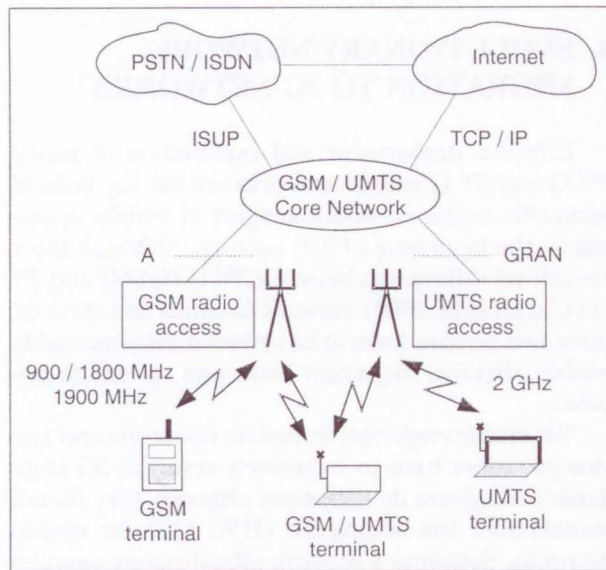 PSTN / ISDN
Internet
ISUP
TCP / IP
GSM / UMTS
Core Network
A
GRAN
GSM radio
access
UMTS radio
access
900 / 1800 MHz
1900 MHz
2 GHz
GSM
terminal
GSM / UMTS
terminal
UMTS
terminal